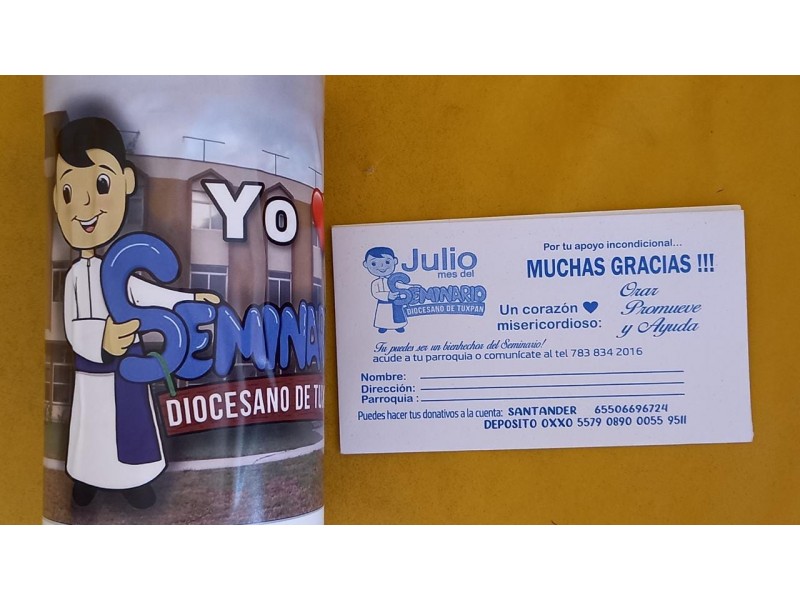 Yo
SEMINA
DIOCESANO DE TU
Julio
mes del
SEMINARIO
DIOCESANO DE TUXPAN
Por tu apoyo incondicional...
MUCHAS GRACIAS !!!
Un corazón
misericordioso:
Orar
Promueve
y Ayuda
Tu puedes ser un bienhechor del Seminario!
acude a tu parroquia o comunícate al tel 783 834 2016
Nombre:
Dirección:
Parroquia :
Puedes hacer tus donativos a la cuenta: SANTANDER 65506696724
DEPOSITO OXXO 5579 0890 0055 9511